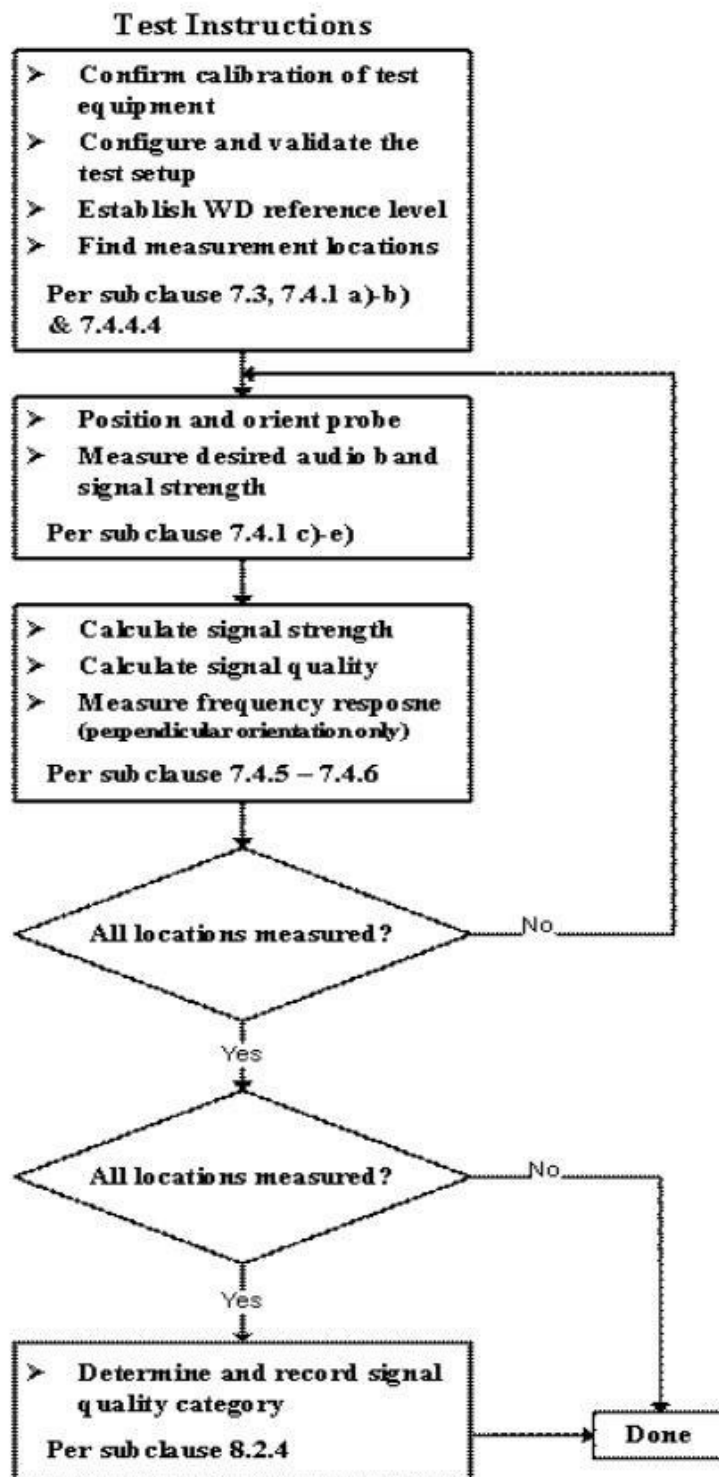 Test Instructions
➢ Confirm calibration of test
equipment
➢ Configure and validate the
test setup
➢ Establish WD reference level
➢ Find measurement locations
Per subclause 7.3, 7.4.1 a)-b)
& 7.4.4.4
➢ Position and orient probe
➢ Measure desired audio band
signal strength
Per subclause 7.4.1 c)-e)
➢ Calculate signal strength
➢ Calculate signal quality
➢ Measure frequency resposne
(perpendicular orientation only)
Per subclause 7.4.5 – 7.4.6
All locations measured?
No
Yes
All locations measured?
No
Yes
➢ Determine and record signal
quality category
Per subclause 8.2.4
Done